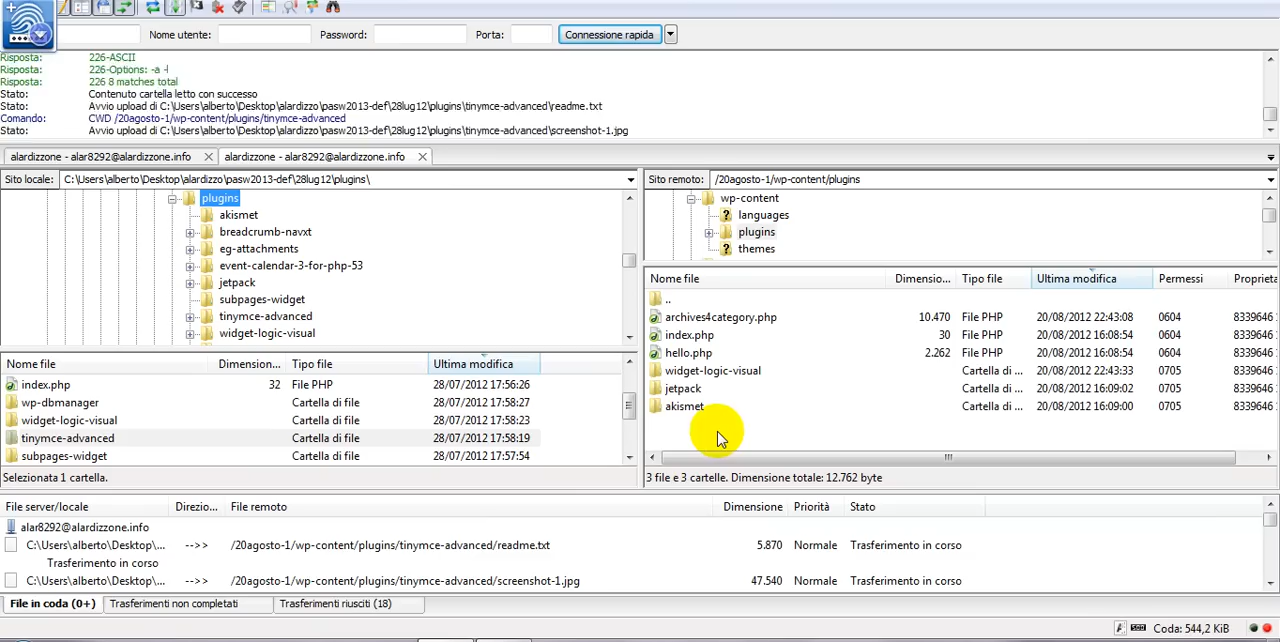 Nome utente: Password: Porta: Connessione rapida
Risposta: 226-ASCII
Risposta: 226-Options: -a -l
Risposta: 226 8 matches total
Stato: Contenuto cartella letto con successo
Stato: Avvio upload di C:\Users\alberto\Desktop\alardizzo\pasw2013-def\28lug12\plugins\tinymce-advanced\readme.txt
Comando: CWD /20agosto-1/wp-content/plugins/tinymce-advanced
Stato: Avvio upload di C:\Users\alberto\Desktop\alardizzo\pasw2013-def\28lug12\plugins\tinymce-advanced\screenshot-1.jpg
alardizzone - alar8292@alardizzone.info alardizzone - alar8292@alardizzone.info
Sito locale: C:\Users\alberto\Desktop\alardizzo\pasw2013-def\28lug12\plugins\
plugins
akismet
breadcrumb-navxt
eg-attachments
event-calendar-3-for-php-53
jetpack
subpages-widget
tinymce-advanced
widget-logic-visual
Nome file Dimension... Tipo file Ultima modifica
index.php 32 File PHP 28/07/2012 17:56:26
wp-dbmanager Cartella di file 28/07/2012 17:58:27
widget-logic-visual Cartella di file 28/07/2012 17:58:23
tinymce-advanced Cartella di file 28/07/2012 17:58:19
subpages-widget Cartella di file 28/07/2012 17:57:54
Selezionata 1 cartella.
Sito remoto: /20agosto-1/wp-content/plugins
wp-content
languages
plugins
themes
Nome file Dimensio... Tipo file Ultima modifica Permessi Proprieta
..
archives4category.php 10.470 File PHP 20/08/2012 22:43:08 0604 8339646
index.php 30 File PHP 20/08/2012 16:08:54 0604 8339646
hello.php 2.262 File PHP 20/08/2012 16:08:54 0604 8339646
widget-logic-visual Cartella di ... 20/08/2012 22:43:33 0705 8339646
jetpack Cartella di ... 20/08/2012 16:09:02 0705 8339646
akismet Cartella di ... 20/08/2012 16:09:00 0705 8339646
3 file e 3 cartelle. Dimensione totale: 12.762 byte
File server/locale Direzio... File remoto Dimensione Priorità Stato
alar8292@alardizzone.info
C:\Users\alberto\Desktop\... -->> /20agosto-1/wp-content/plugins/tinymce-advanced/readme.txt 5.870 Normale Trasferimento in corso
Trasferimento in corso
C:\Users\alberto\Desktop\... -->> /20agosto-1/wp-content/plugins/tinymce-advanced/screenshot-1.jpg 47.540 Normale Trasferimento in corso
File in coda (0+) Trasferimenti non completati Trasferimenti riusciti (18)
Coda: 544,2 KiB